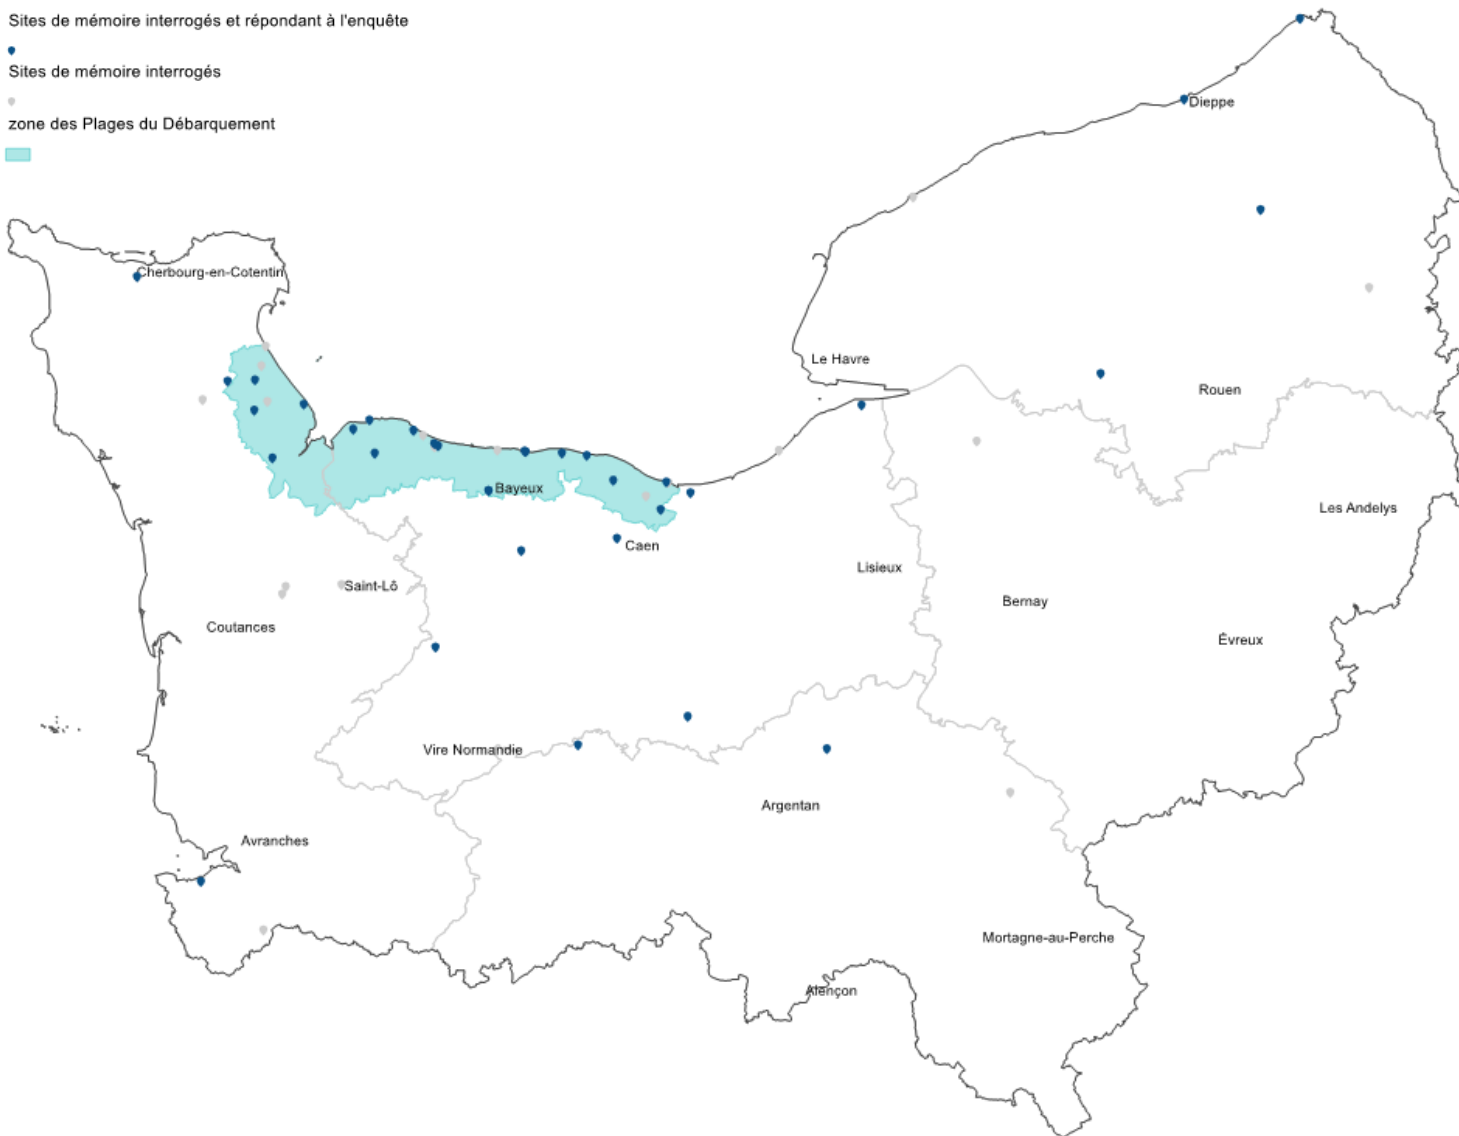 Sites de mémoire interrogés et répondant à l'enquête
Sites de mémoire interrogés
zone des Plages du Débarquement
Dieppe
Cherbourg-en-Cotentin
Le Havre
Rouen
Bayeux
Les Andelys
Caen
Lisieux
Saint-Lô
Bernay
Coutances
Évreux
Vire Normandie
Argentan
Avranches
Mortagne-au-Perche
Alençon